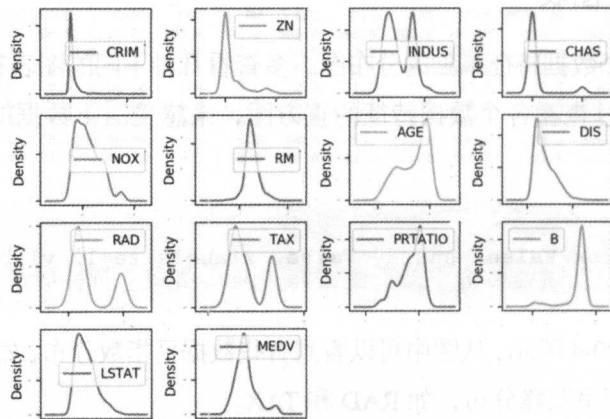 Density CRIM
Density ZN
Density INDUS
Density CHAS
Density NOX
Density RM
Density AGE
Density DIS
Density RAD
Density TAX
Density PRTATIO
Density B
Density LSTAT
Density MEDV